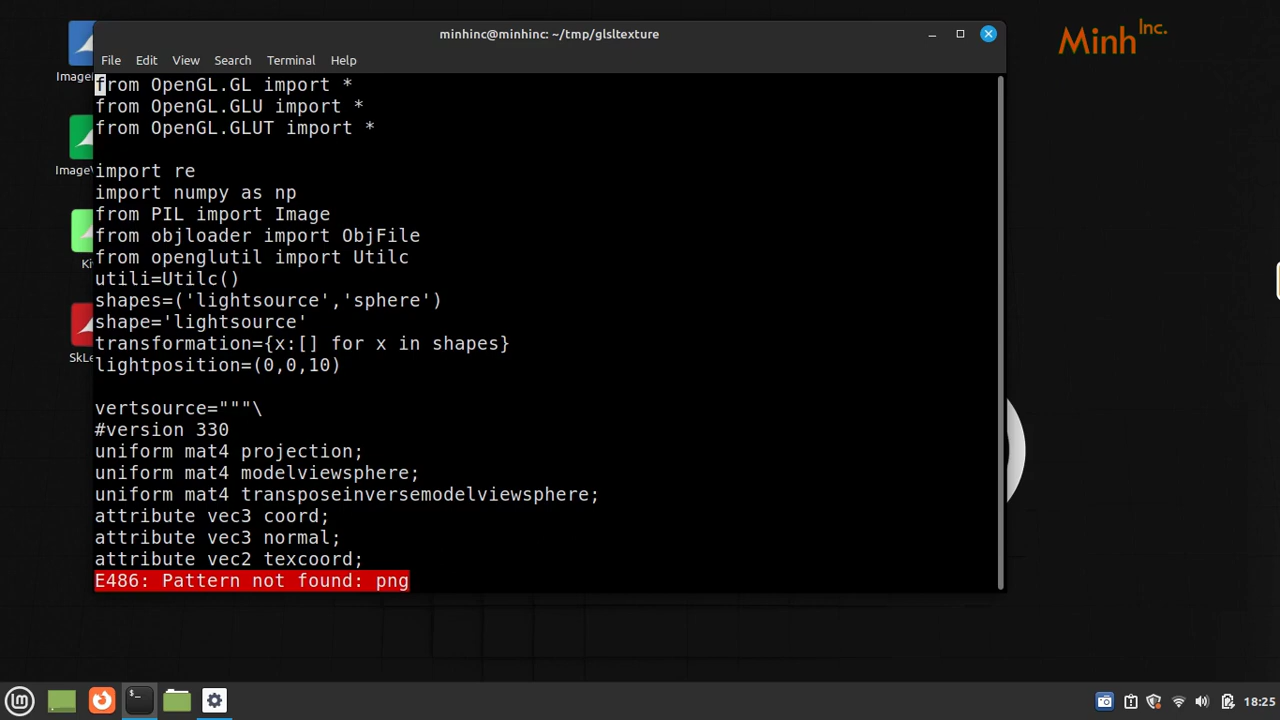 minhinc@minhinc: ~/tmp/glsltexture
Minh Inc.
File Edit View Search Terminal Help
from OpenGL.GL import *
from OpenGL.GLU import *
from OpenGL.GLUT import *
import re
import numpy as np
from PIL import Image
from objloader import ObjFile
from openglutil import Utilc
utili=Utilc()
shapes=('lightsource','sphere')
shape='lightsource'
transformation={x:[] for x in shapes}
lightposition=(0,0,10)
vertsource="""\
#version 330
uniform mat4 projection;
uniform mat4 modelviewsphere;
uniform mat4 transposeinversemodelviewsphere;
attribute vec3 coord;
attribute vec3 normal;
attribute vec2 texcoord;
E486: Pattern not found: png
18:25